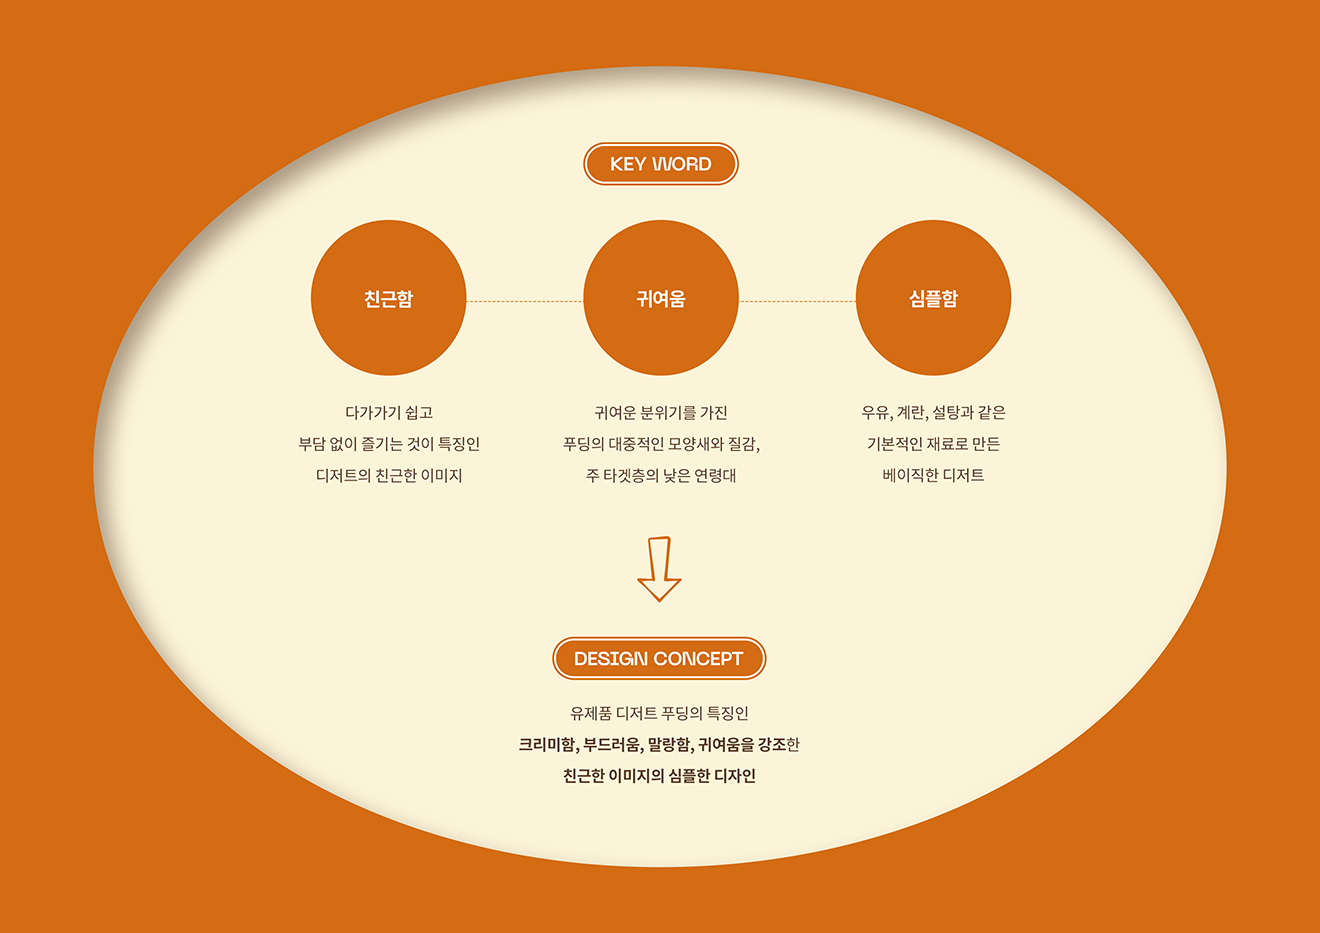 KEY WORD
친근함
귀여움
심플함
다가가기 쉽고
부담 없이 즐기는 것이 특징인
디저트의 친근한 이미지
귀여운 분위기를 가진
푸딩의 대중적인 모양새와 질감,
주 타겟층의 낮은 연령대
우유, 계란, 설탕과 같은
기본적인 재료로 만든
베이직한 디저트
DESIGN CONCEPT
유제품 디저트 푸딩의 특징인
크리미함, 부드러움, 말랑함, 귀여움을 강조한
친근한 이미지의 심플한 디자인